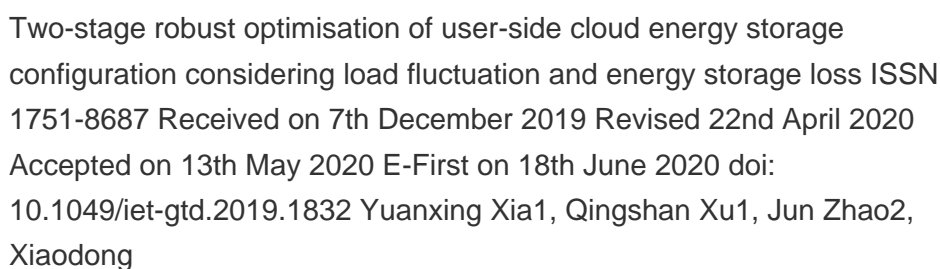 Two-stage robust optimisation of user-side cloud energy storage
configuration considering load fluctuation and energy storage loss ISSN
1751-8687 Received on 7th December 2019 Revised 22nd April 2020
Accepted on 13th May 2020 E-First on 18th June 2020 doi:
10.1049/iet-gtd.2019.1832 Yuanxing Xia1, Qingshan Xu1, Jun Zhao2,
Xiaodong